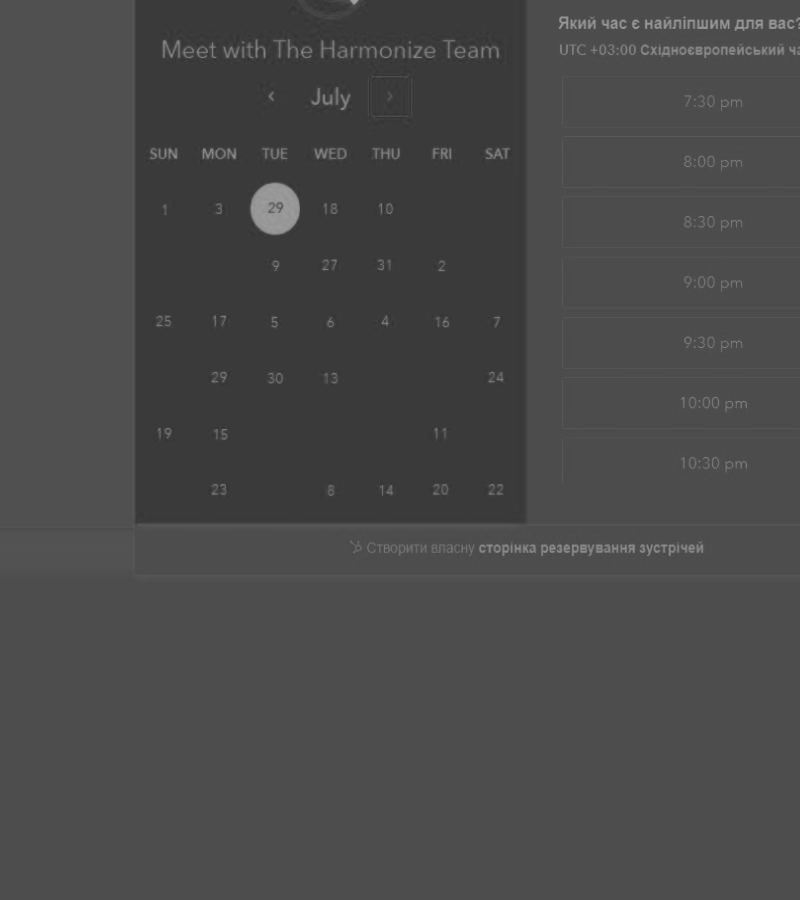 Meet with The Harmonize Team
July
SUN MON TUE WED THU FRI SAT
1 3 29 18 10
9 27 31 2
25 17 5 6 4 16 7
29 30 13 24
19 15 11
23 8 14 20 22
Який час є найліпшим для вас?
UTC +03:00 Східноєвропейський
7:30 pm
8:00 pm
8:30 pm
9:00 pm
9:30 pm
10:00 pm
10:30 pm
Створити власну сторінка резервування зустрічей